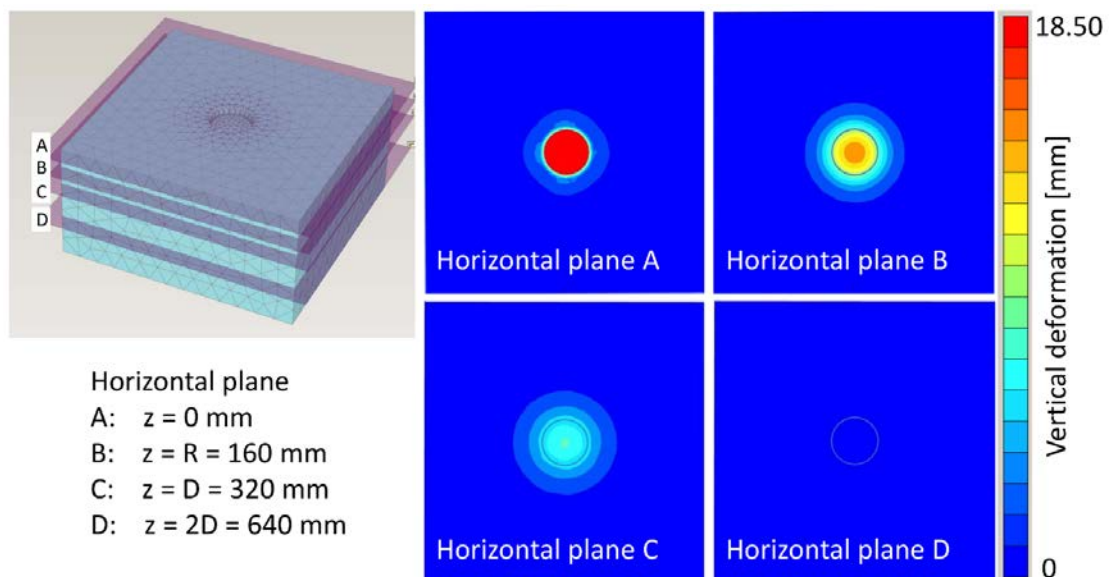 A
B
C
D
Horizontal plane
A: z = 0 mm
B: z = R = 160 mm
C: z = D = 320 mm
D: z = 2D = 640 mm
Horizontal plane A
Horizontal plane B
Horizontal plane C
Horizontal plane D
18.50
Vertical deformation [mm]
0